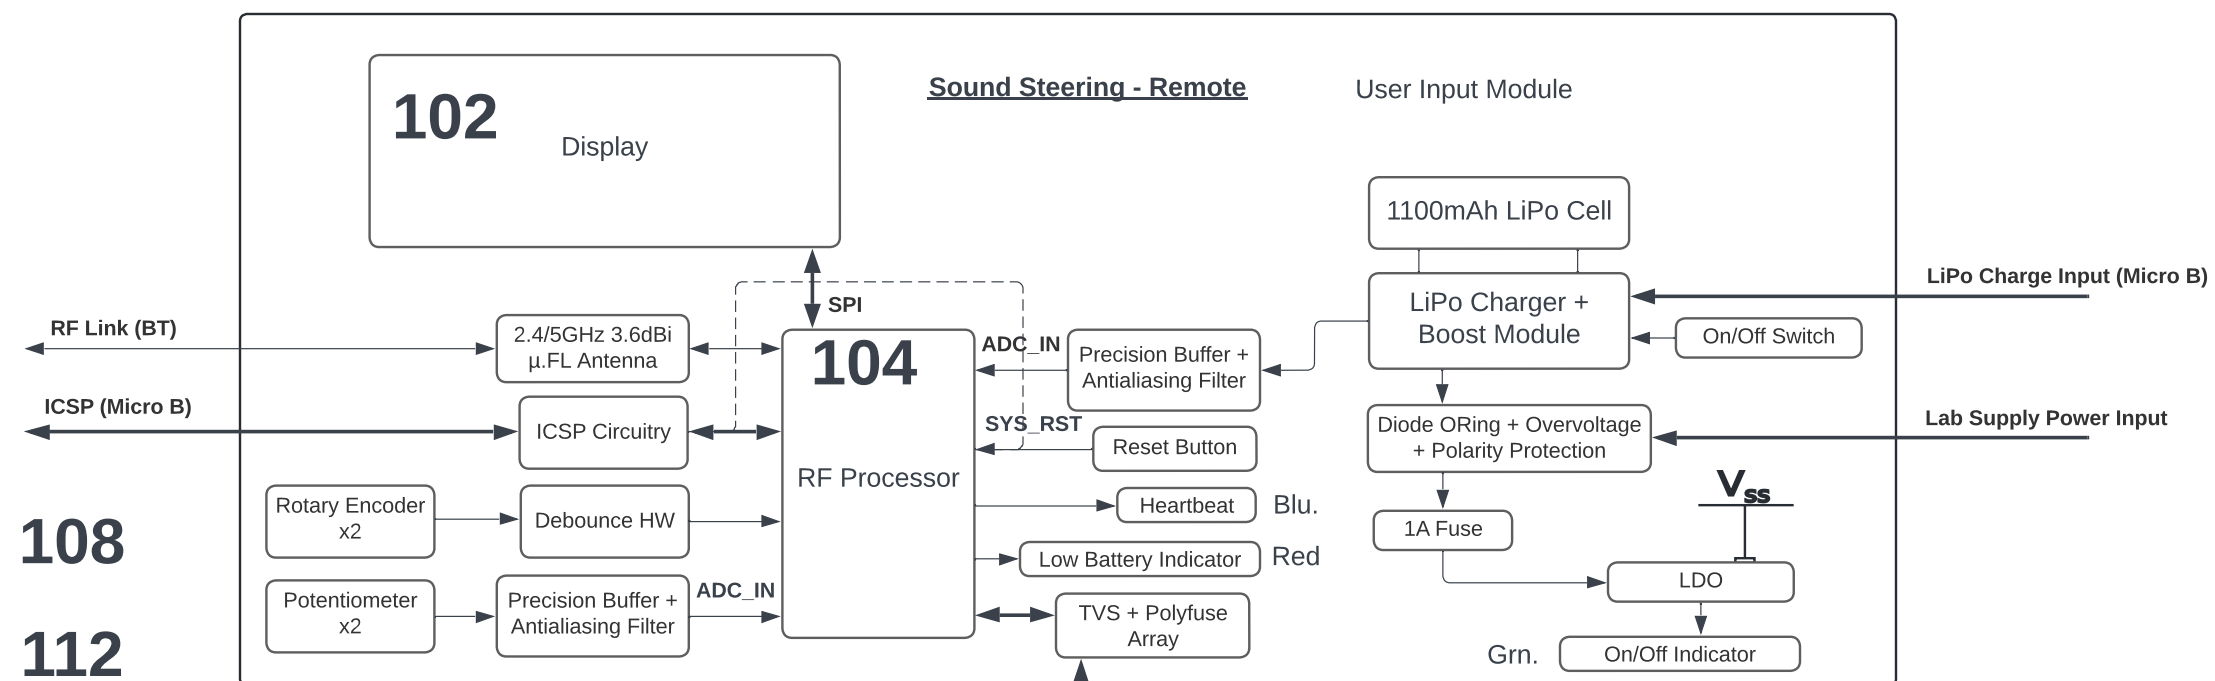 Sound Steering - Remote
User Input Module
102
Display
1100mAh LiPo Cell
LiPo Charge Input (Micro B)
LiPo Charger +
Boost Module
On/Off Switch
SPI
RF Link (BT)
2.4/5GHz 3.6dBi
µ.FL Antenna
104
RF Processor
ADC_IN
Precision Buffer +
Antialiasing Filter
ICSP (Micro B)
ICSP Circuitry
SYS_RST
Reset Button
Diode ORing + Overvoltage
+ Polarity Protection
Lab Supply Power Input
108
Rotary Encoder
x2
Debounce HW
Heartbeat
Blu.
1A Fuse
Vss
Low Battery Indicator
Red
LDO
112
Potentiometer
x2
Precision Buffer +
Antialiasing Filter
ADC_IN
TVS + Polyfuse
Array
Grn.
On/Off Indicator